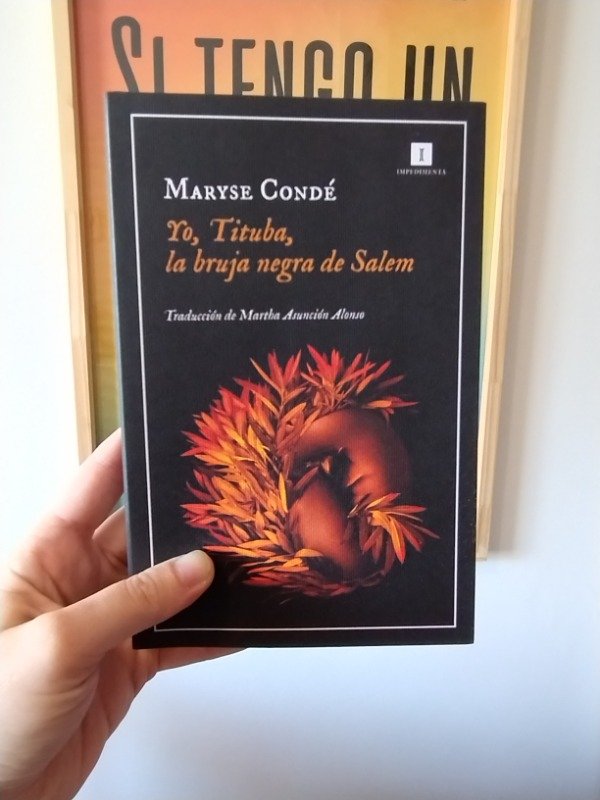 SI TENGO UN
IMPEDIMENTA
MARYSE CONDÉ
Yo, Tituba,
la bruja negra de Salem
Traducción de Martha Asunción Alonso